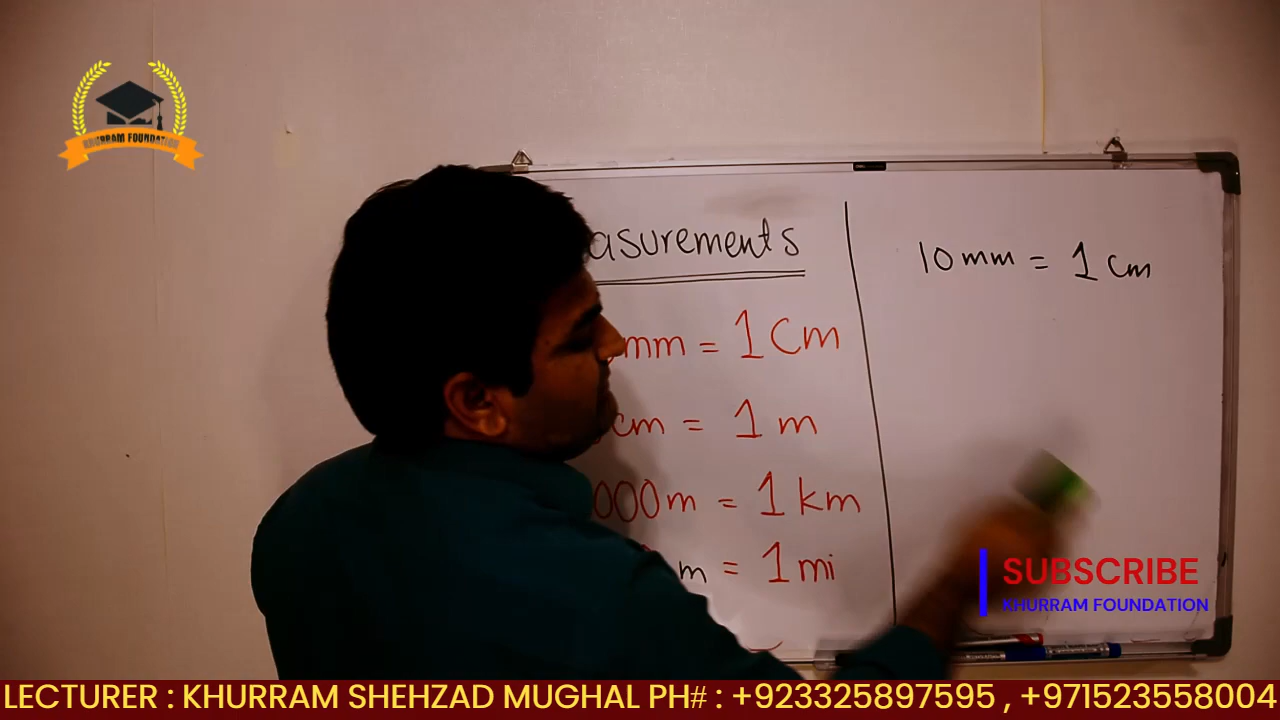 KHURRAM FOUNDATION
asurements
10 mm = 1 cm
mm = 1 Cm
cm = 1 m
000 m = 1 km
m = 1 mi
SUBSCRIBE
KHURRAM FOUNDATION
LECTURER : KHURRAM SHEHZAD MUGHAL PH# : +923325897595 , +971523558004